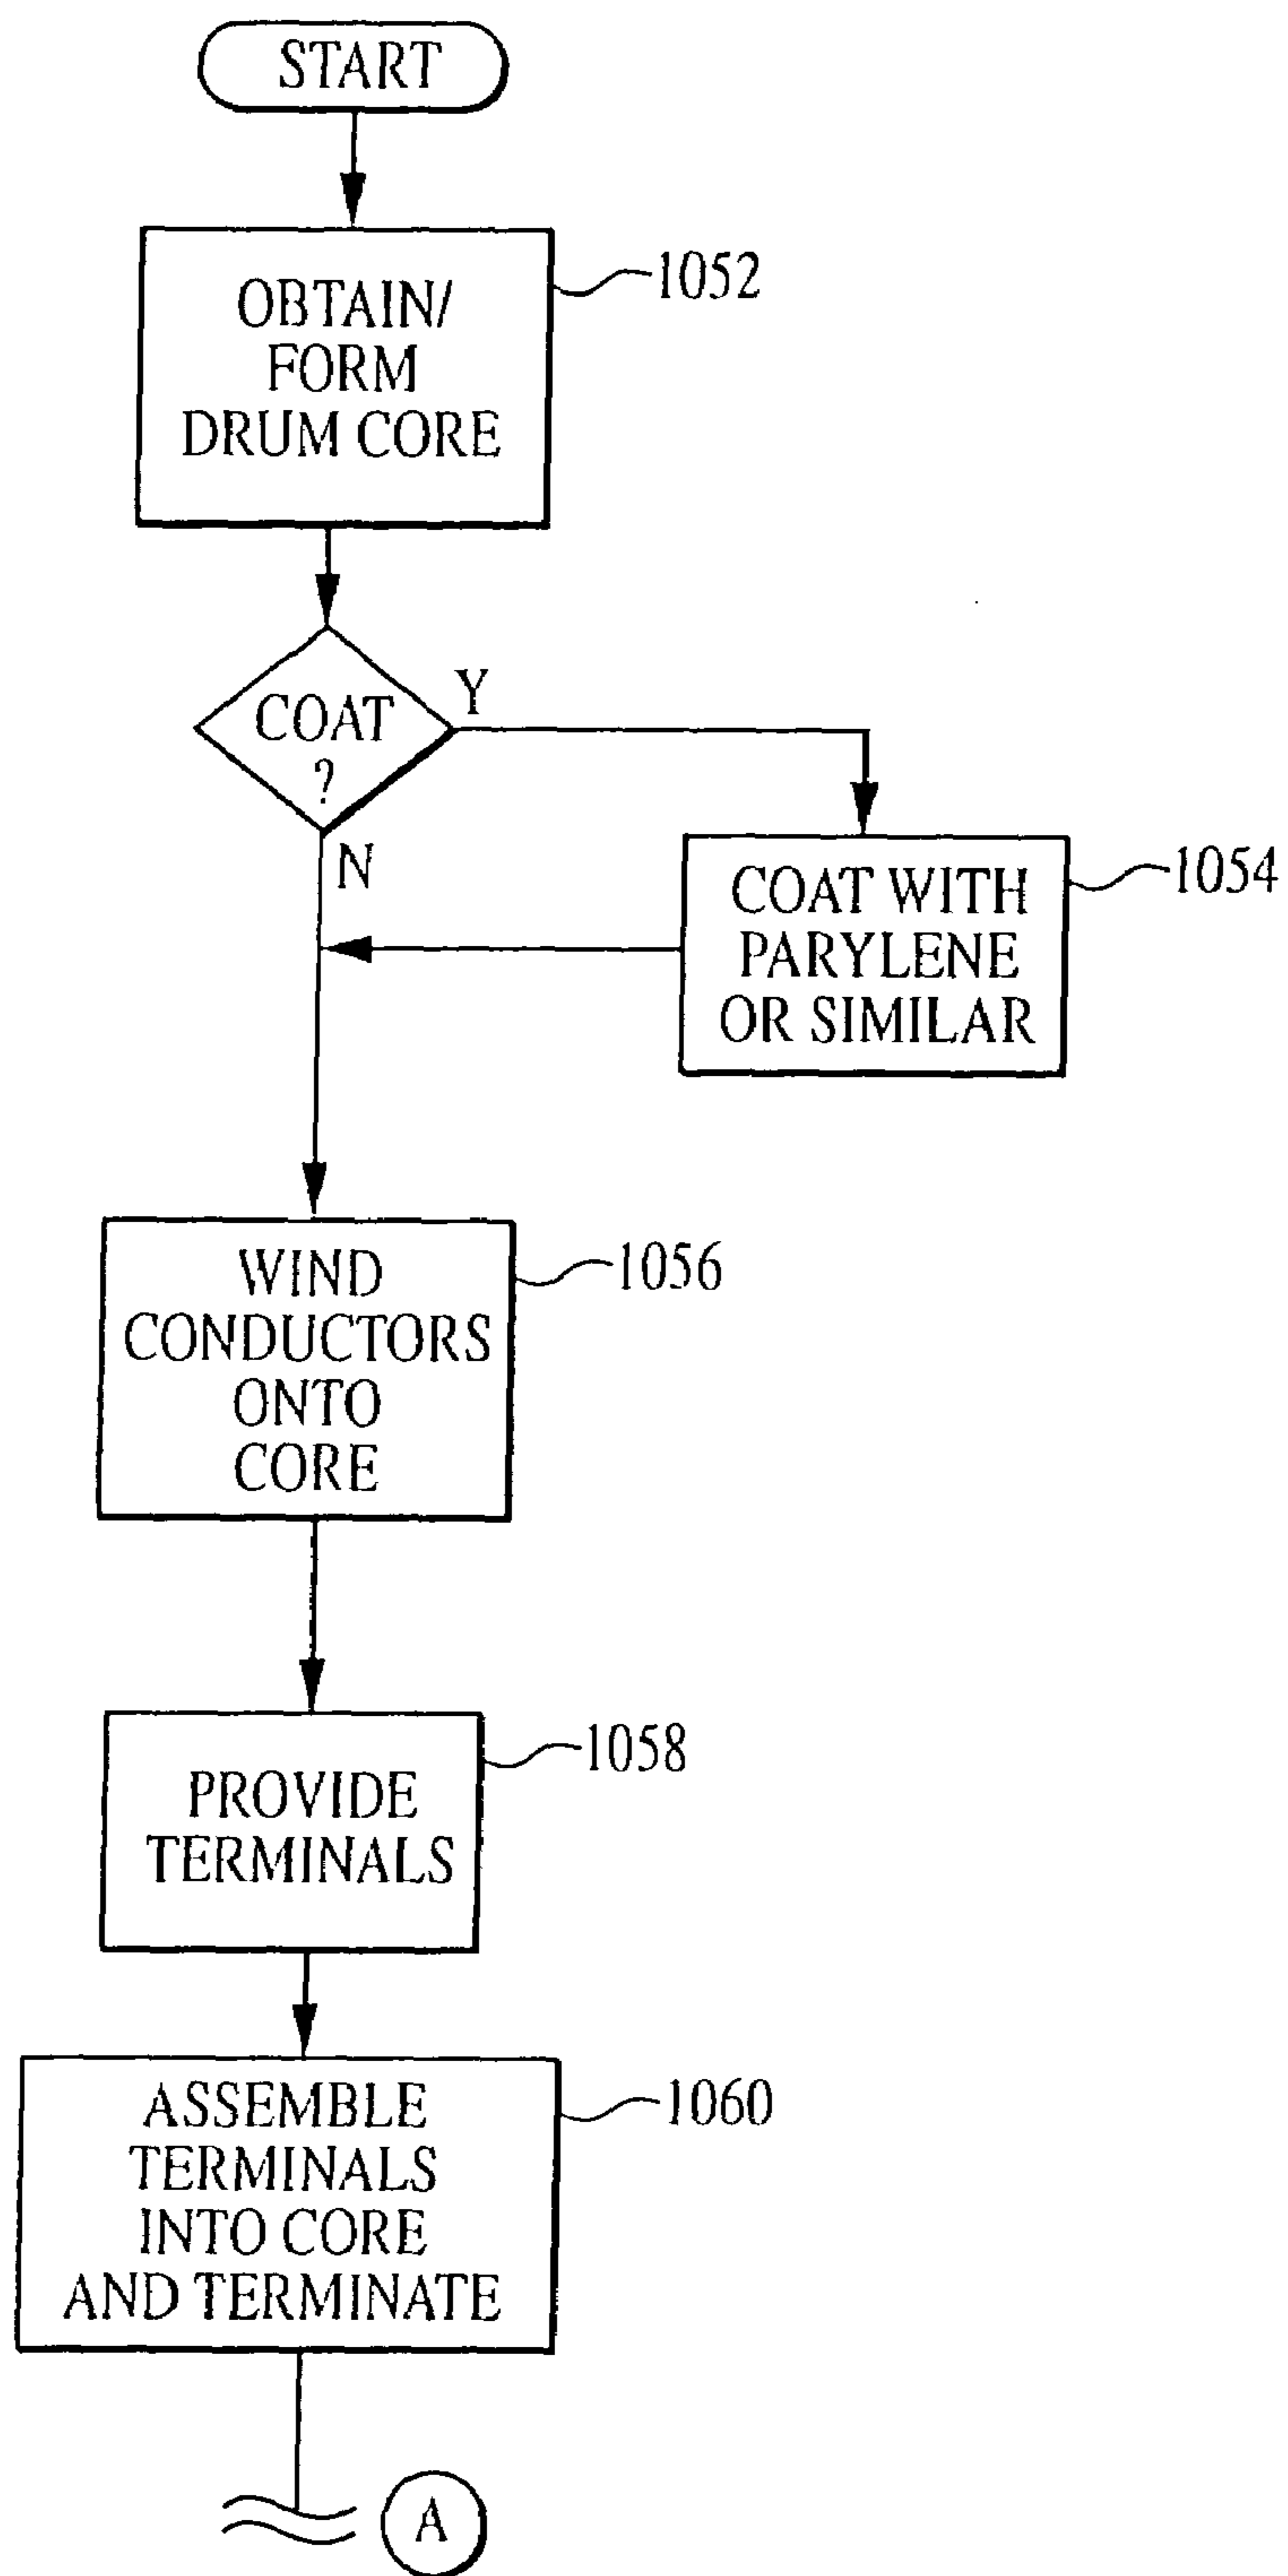 START
OBTAIN/
FORM
DRUM CORE
1052
COAT
?
Y
N
COAT WITH
PARYLENE
OR SIMILAR
1054
WIND
CONDUCTORS
ONTO
CORE
1056
PROVIDE
TERMINALS
1058
ASSEMBLE
TERMINALS
INTO CORE
AND TERMINATE
1060
A